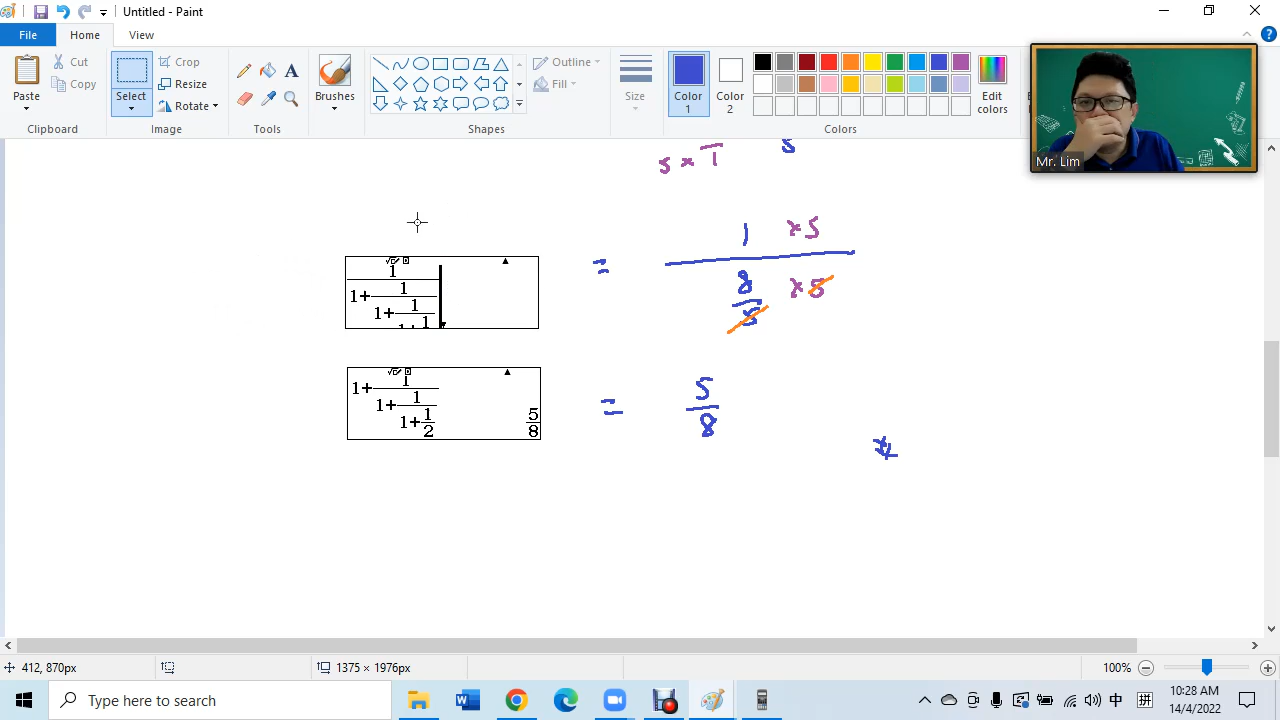 Untitled - Paint
File Home View
Paste
Cut
Copy
Clipboard
Select
Crop
Resize
Rotate
Image
A
Tools
Brushes
Outline
Fill
Shapes
Size
Color 1
Color 2
Edit colors
Colors
Mr. Lim
5 × 1
1 × 5
=
8 × 5
5
1
1+ 1
1+ 1
1+ 1
1+ 1
1+ 1
1+ 1
2
5
8
= 5
8
412, 870px
1375 × 1976px
100%
Type here to search
中
拼
10:28 AM
14/4/2022